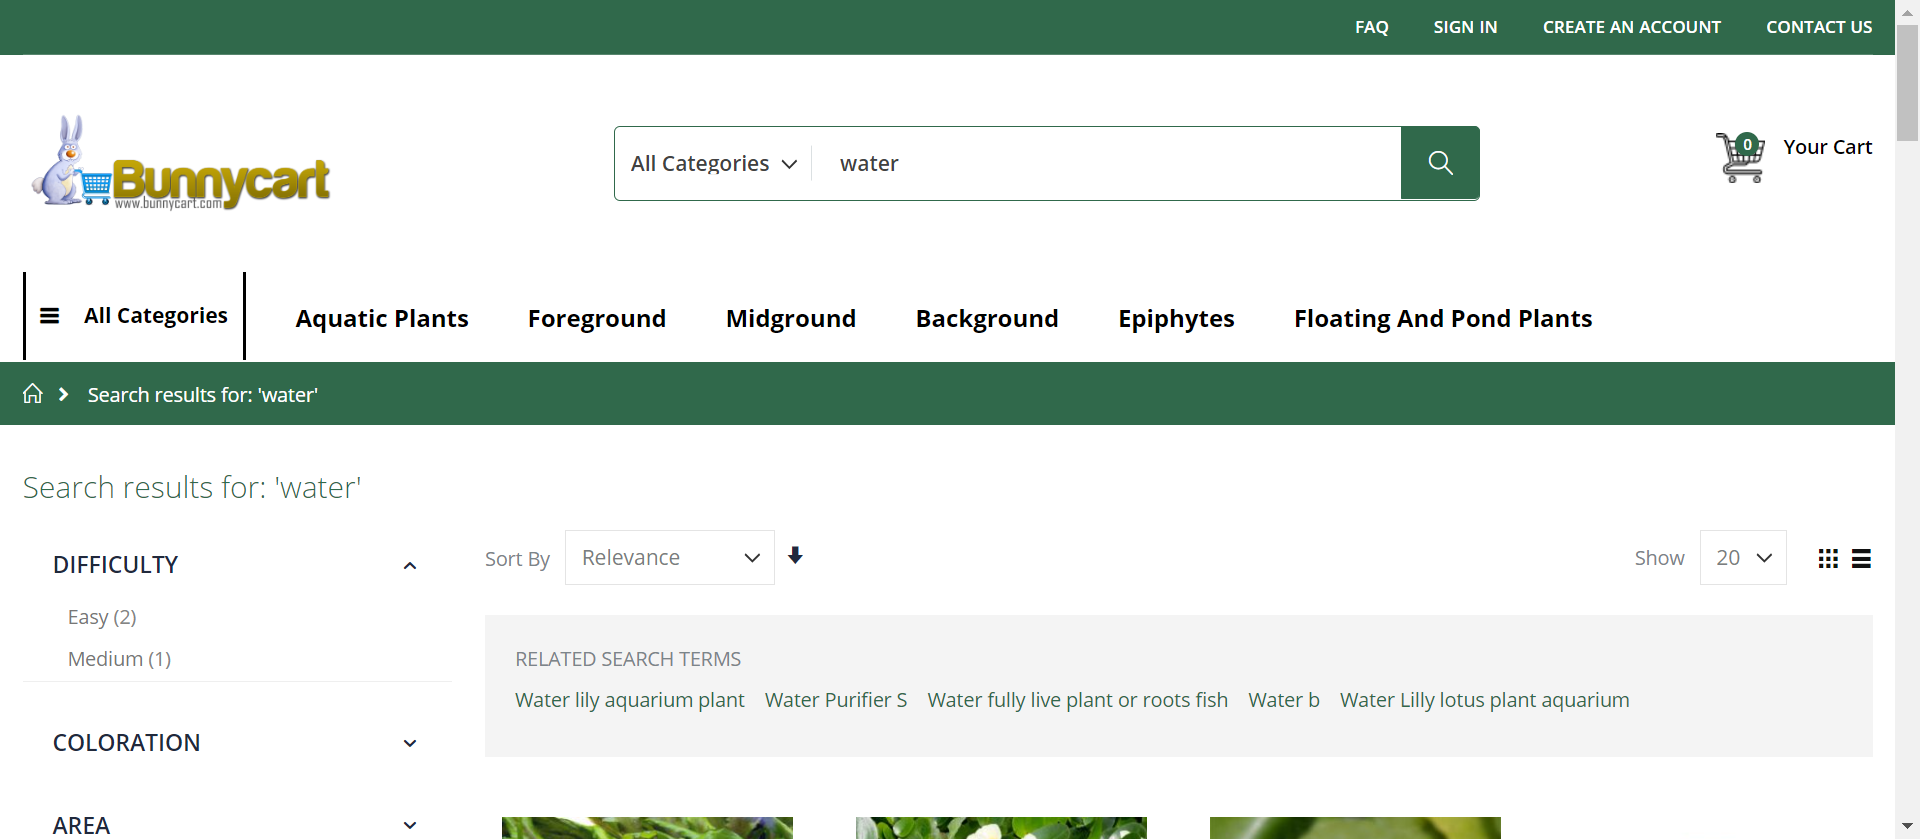 FAQ SIGN IN CREATE AN ACCOUNT CONTACT US
Bunnycart
www.bunnycart.com
All Categories water
0 Your Cart
All Categories Aquatic Plants Foreground Midground Background Epiphytes Floating And Pond Plants
Search results for: 'water'
Search results for: 'water'
DIFFICULTY
Easy (2)
Medium (1)
COLORATION
AREA
Sort By Relevance Show 20
RELATED SEARCH TERMS
Water lily aquarium plant Water Purifier S Water fully live plant or roots fish Water b Water Lilly lotus plant aquarium